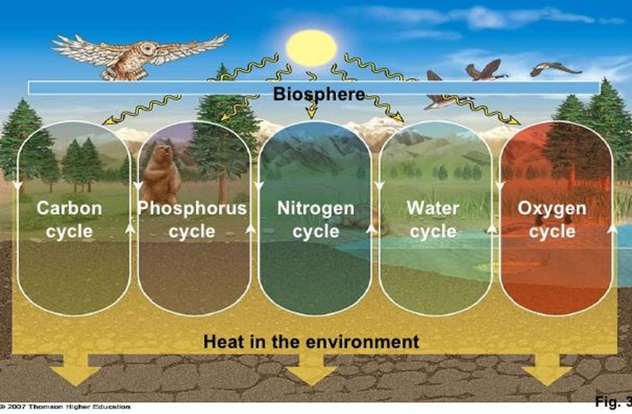 Biosphere
Carbon
cycle
Phosphorus
cycle
Nitrogen
cycle
Water
cycle
Oxygen
cycle
Heat in the environment
© 2007 Thomson Higher Education
Fig. 3